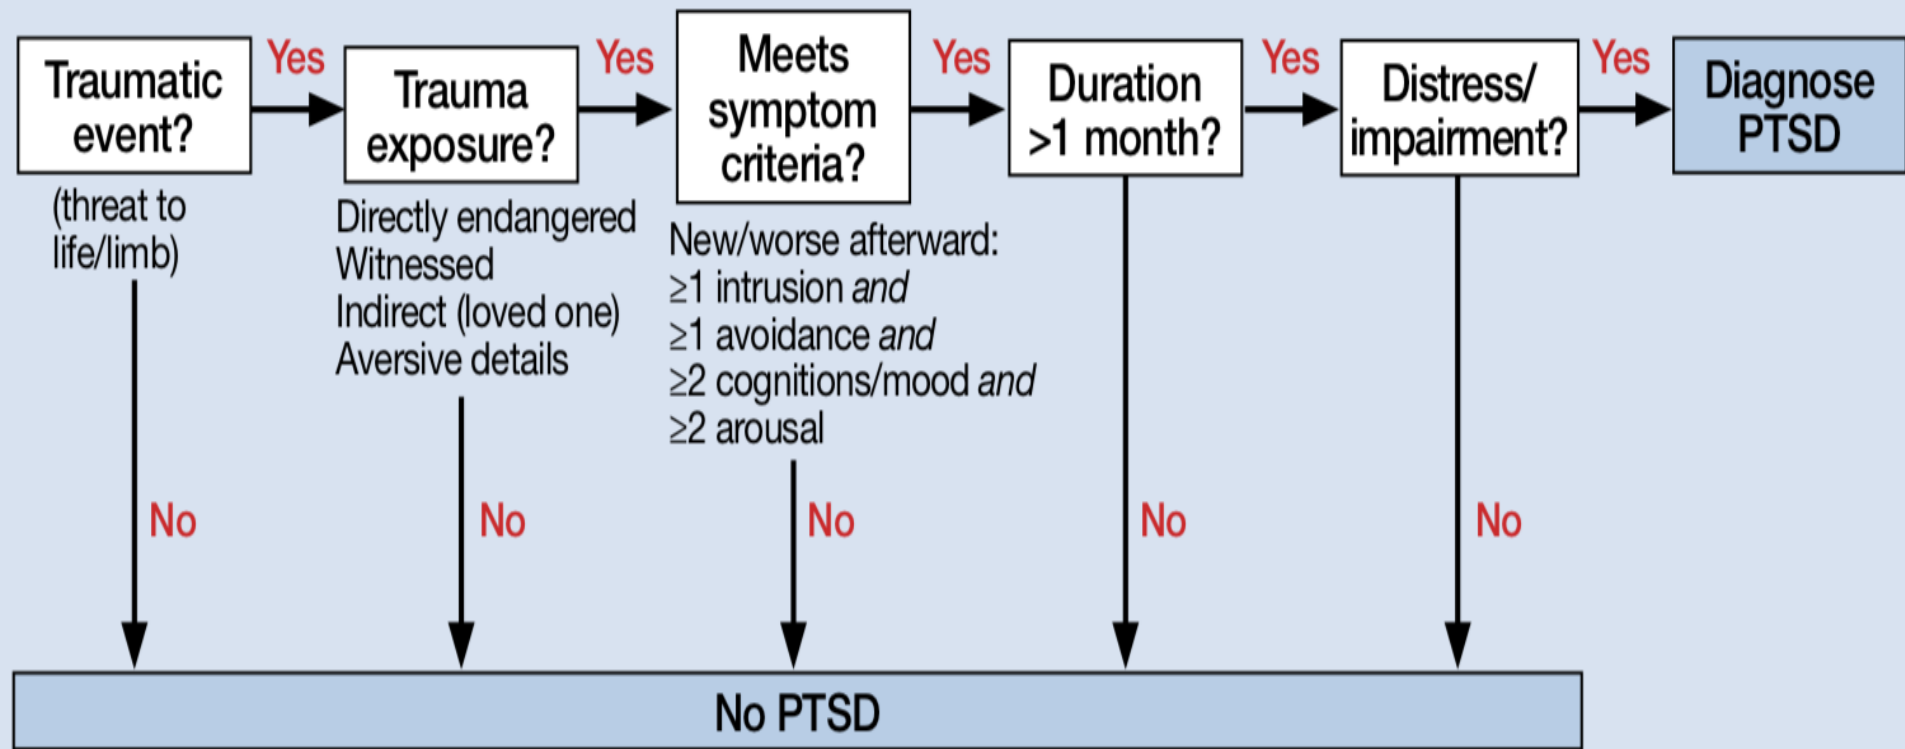 Traumatic
event?
(threat to
life/limb)
Yes
Trauma
exposure?
Directly endangered
Witnessed
Indirect (loved one)
Aversive details
Yes
Meets
symptom
criteria?
New/worse afterward:
≥1 intrusion and
≥1 avoidance and
≥2 cognitions/mood and
≥2 arousal
Yes
Duration
>1 month?
Yes
Distress/
impairment?
Yes
Diagnose
PTSD
No
No
No
No
No
No PTSD